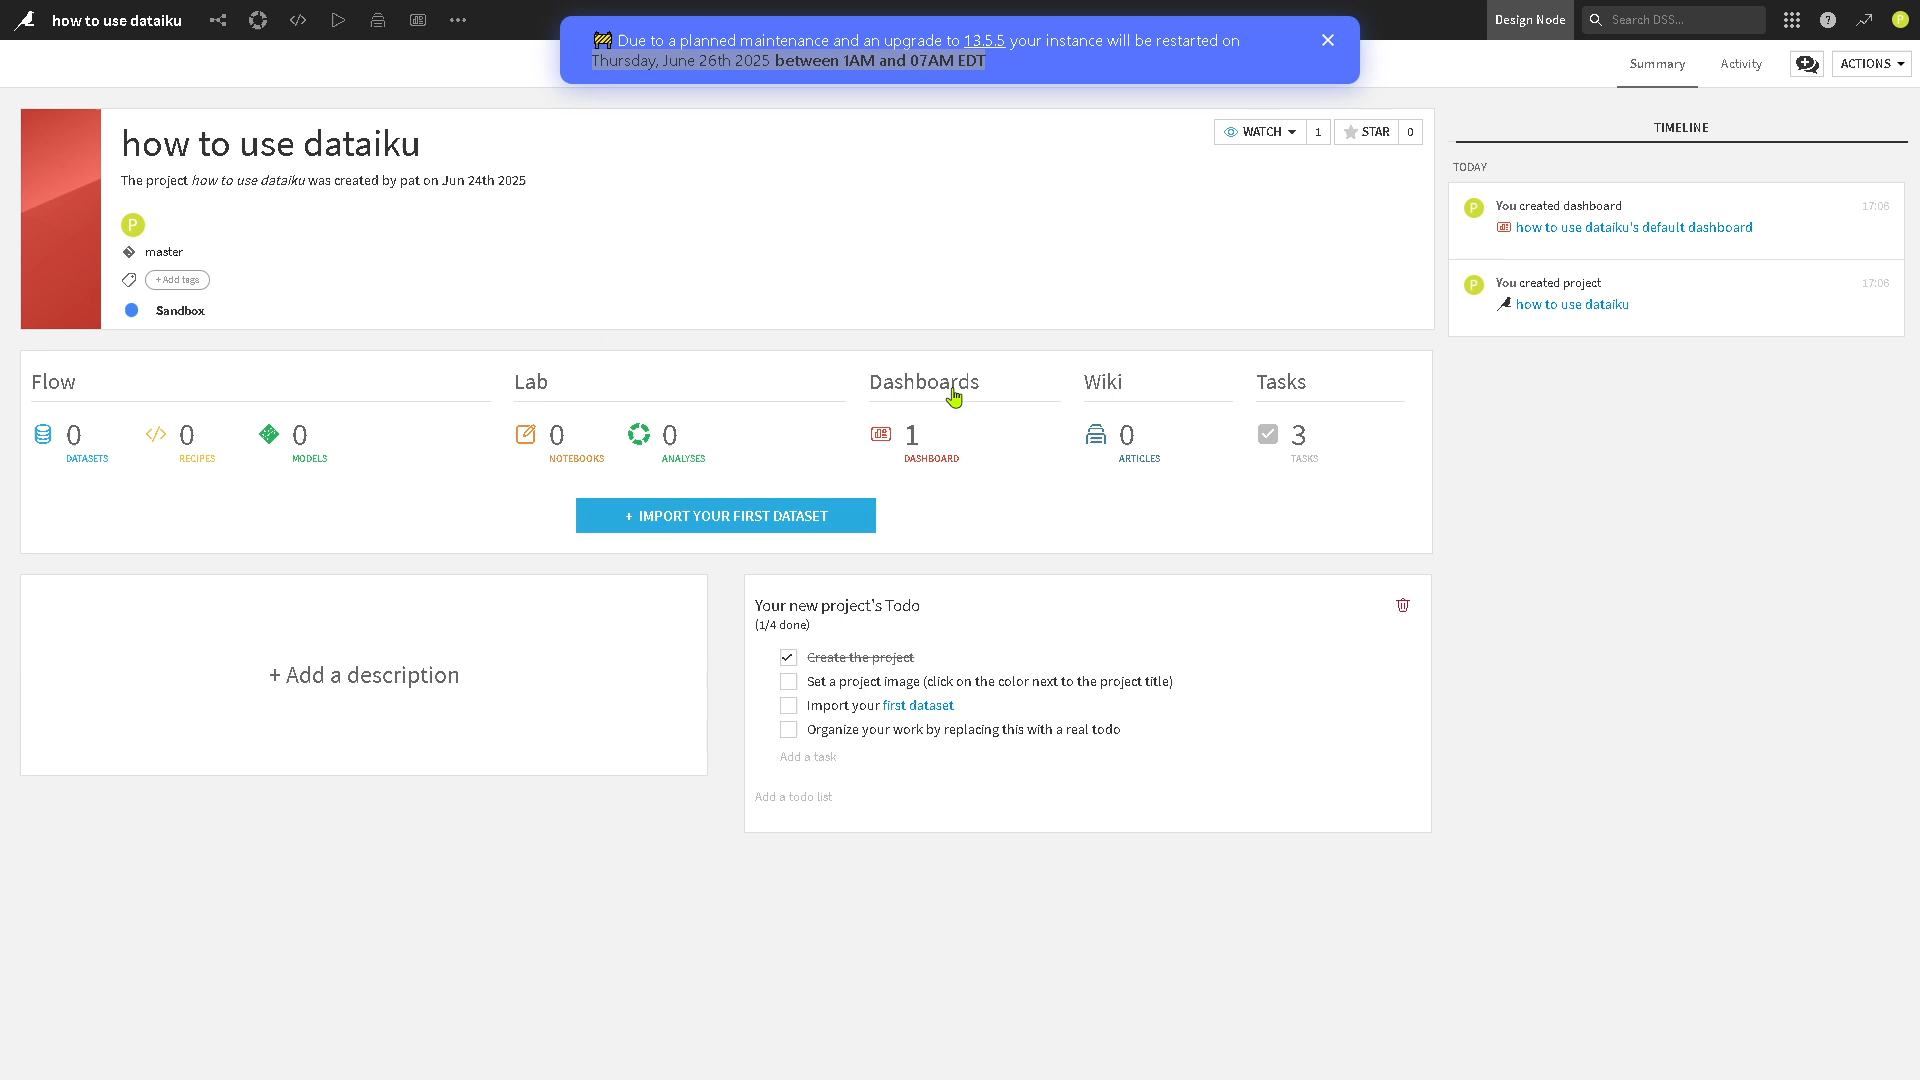 how to use dataiku
Design Node
Search DSS...
🚧 Due to a planned maintenance and an upgrade to 13.5.5 your instance will be restarted on
Thursday, June 26th 2025 between 1AM and 07AM EDT
Summary
Activity
ACTIONS
how to use dataiku
The project how to use dataiku was created by pat on Jun 24th 2025
WATCH
1
STAR
0
P
master
+ Add tags
Sandbox
TIMELINE
TODAY
P
You created dashboard
17:06
how to use dataiku's default dashboard
P
You created project
17:06
how to use dataiku
Flow
Lab
Dashboards
Wiki
Tasks
0
DATASETS
0
RECIPES
0
MODELS
0
NOTEBOOKS
0
ANALYSES
1
DASHBOARD
0
ARTICLES
3
TASKS
+ IMPORT YOUR FIRST DATASET
+ Add a description
Your new project's Todo
(1/4 done)
Create the project
Set a project image (click on the color next to the project title)
Import your first dataset
Organize your work by replacing this with a real todo
Add a task
Add a todo list